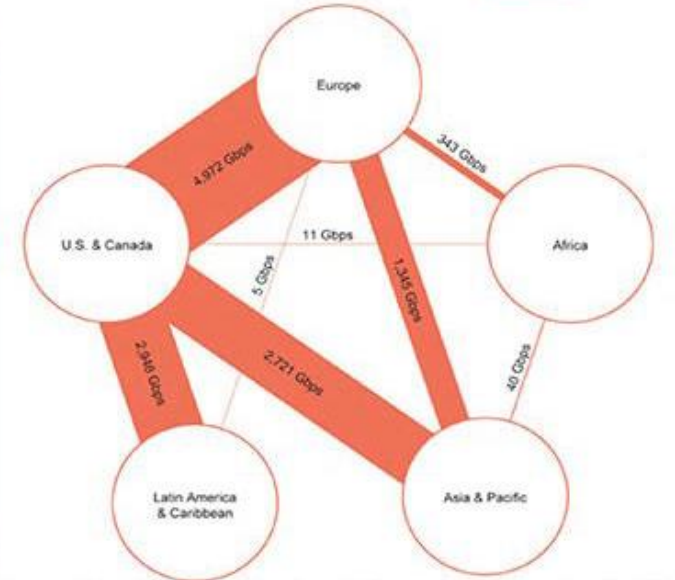 Europe
4,972 Gbps
343 Gbps
U.S. & Canada
11 Gbps
Africa
5 Gbps
1,345 Gbps
2,946 Gbps
2,721 Gbps
40 Gbps
Latin America
& Caribbean
Asia & Pacific